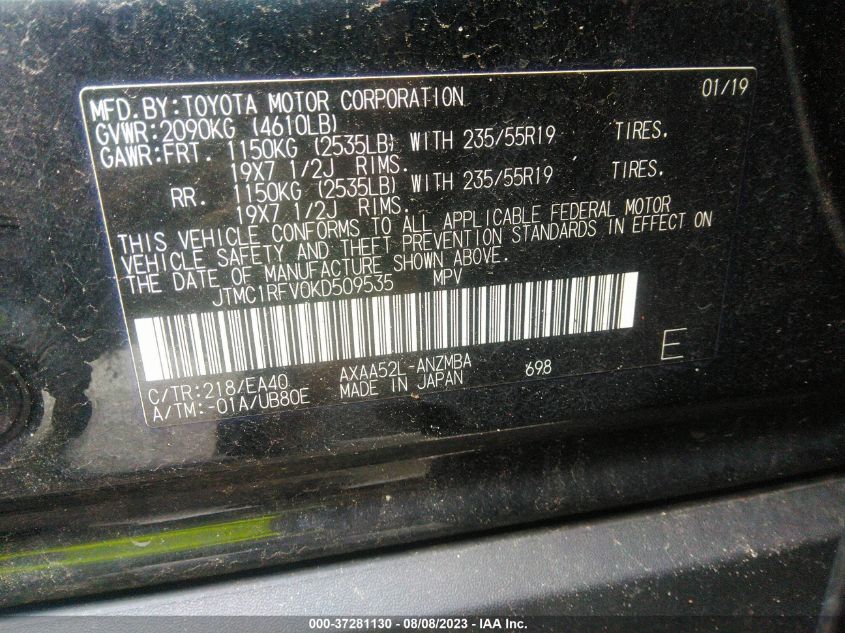 MFD.BY:TOYOTA MOTOR CORPORATION 01/19
GVWR:2090KG (4610LB)
GAWR:FRT. 1150KG (2535LB) WITH 235/55R19 TIRES,
19X7 1/2J RIMS.
RR. 1150KG (2535LB) WITH 235/55R19 TIRES,
19X7 1/2J RIMS.
THIS VEHICLE CONFORMS TO ALL APPLICABLE FEDERAL MOTOR
VEHICLE SAFETY AND THEFT PREVENTION STANDARDS IN EFFECT ON
THE DATE OF MANUFACTURE SHOWN ABOVE.
JTMC1RFV0KD509535 MPV
E
C/TR:218/EA40 AXAA52L-ANZMBA 698
A/TM:-01A/UB80E MADE IN JAPAN
000-37281130 - 08/08/2023 - © IAA Inc.